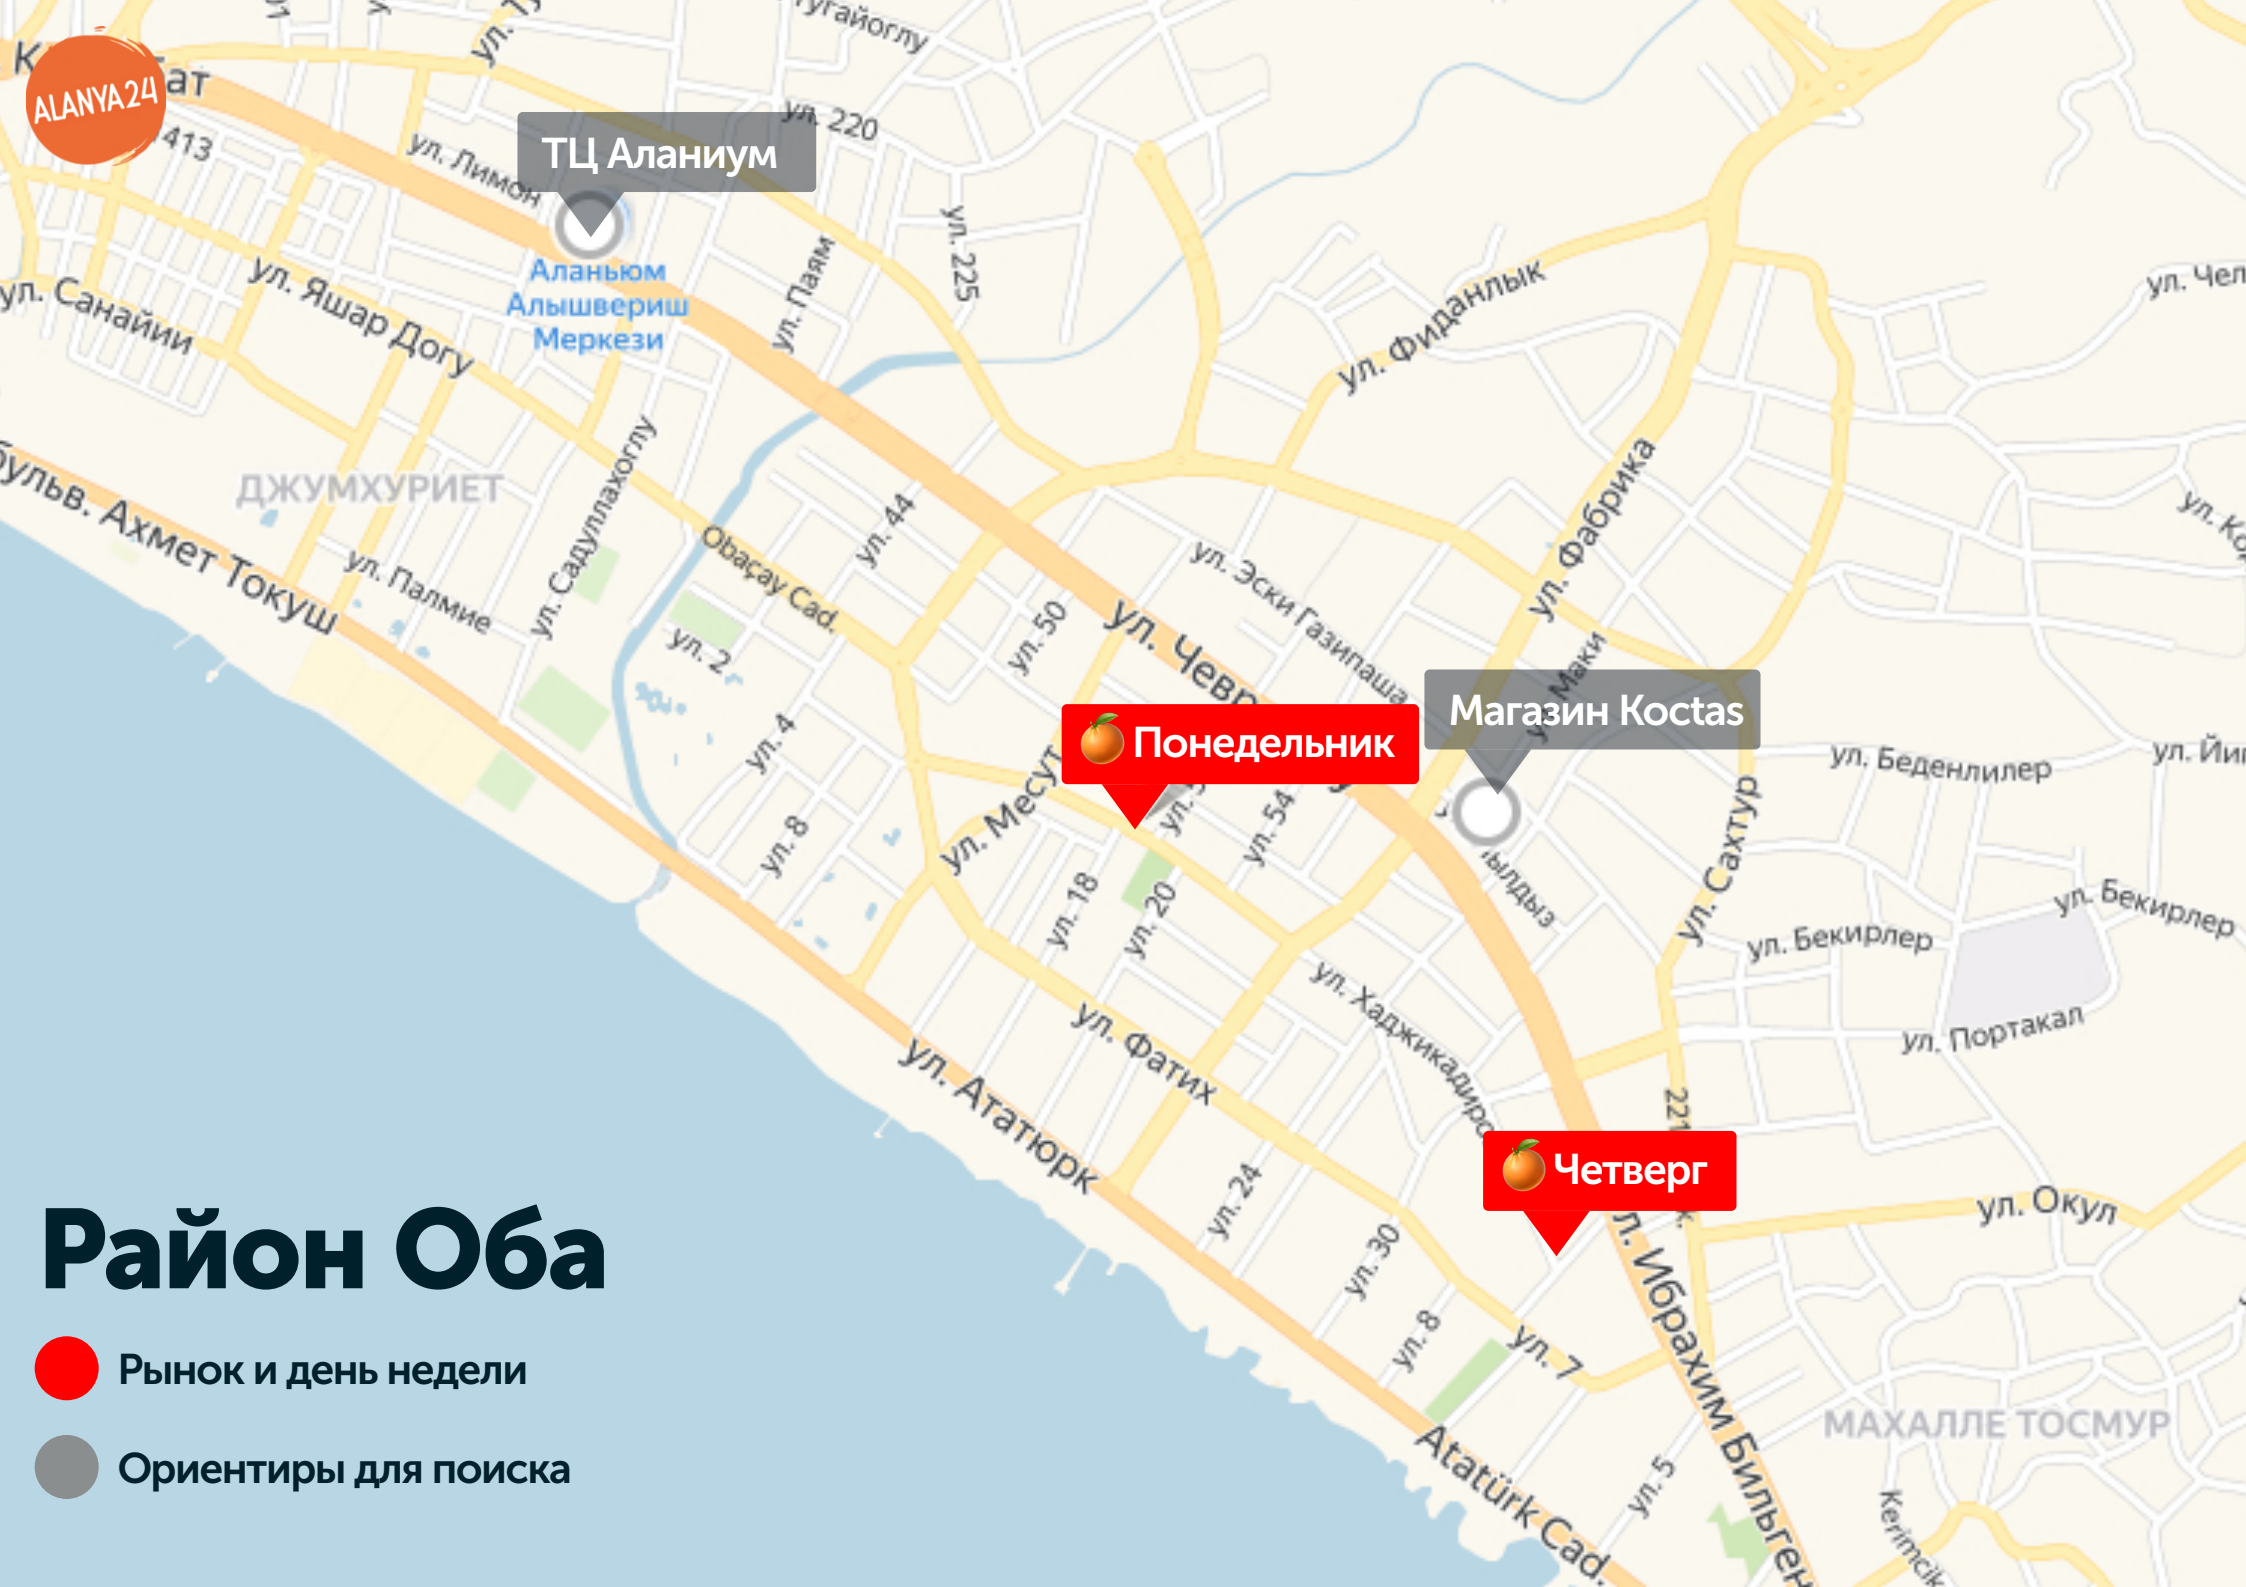 ALANYA24
413
ул. Лимон
ТЦ Аланиум
ул. 220
ул. 225
ул. Паям
Аланьюм
Алышвериш
Меркези
ул. Яшар Догу
ул. Санайии
ул. Фиданлык
ДЖУМХУРИЕТ
ул. Садуллахоглу
ул. Палмие
Obaçay Cad.
ул. 44
ул. 2
ул. 50
ул. Эски Газипаша
ул. Фабрика
ул. Маки
Магазин Koctas
Понедельник
ул. 4
ул. 8
ул. Месут
ул. 54
ул. 18
ул. 20
ул. Сахтур
ул. Беденлилер
ул. Бекирлер
ул. Бекирлер
ул. Портакал
ул. Фатих
ул. Ататюрк
Ахмет Токуш
221
Четверг
ул. Окул
ул. 24
ул. 30
ул. 8
ул. 7
ул. 5
Ибрахим Бильген
МАХАЛЛЕ ТОСМУР
Atatürk Cad.
Район Оба
Рынок и день недели
Ориентиры для поиска